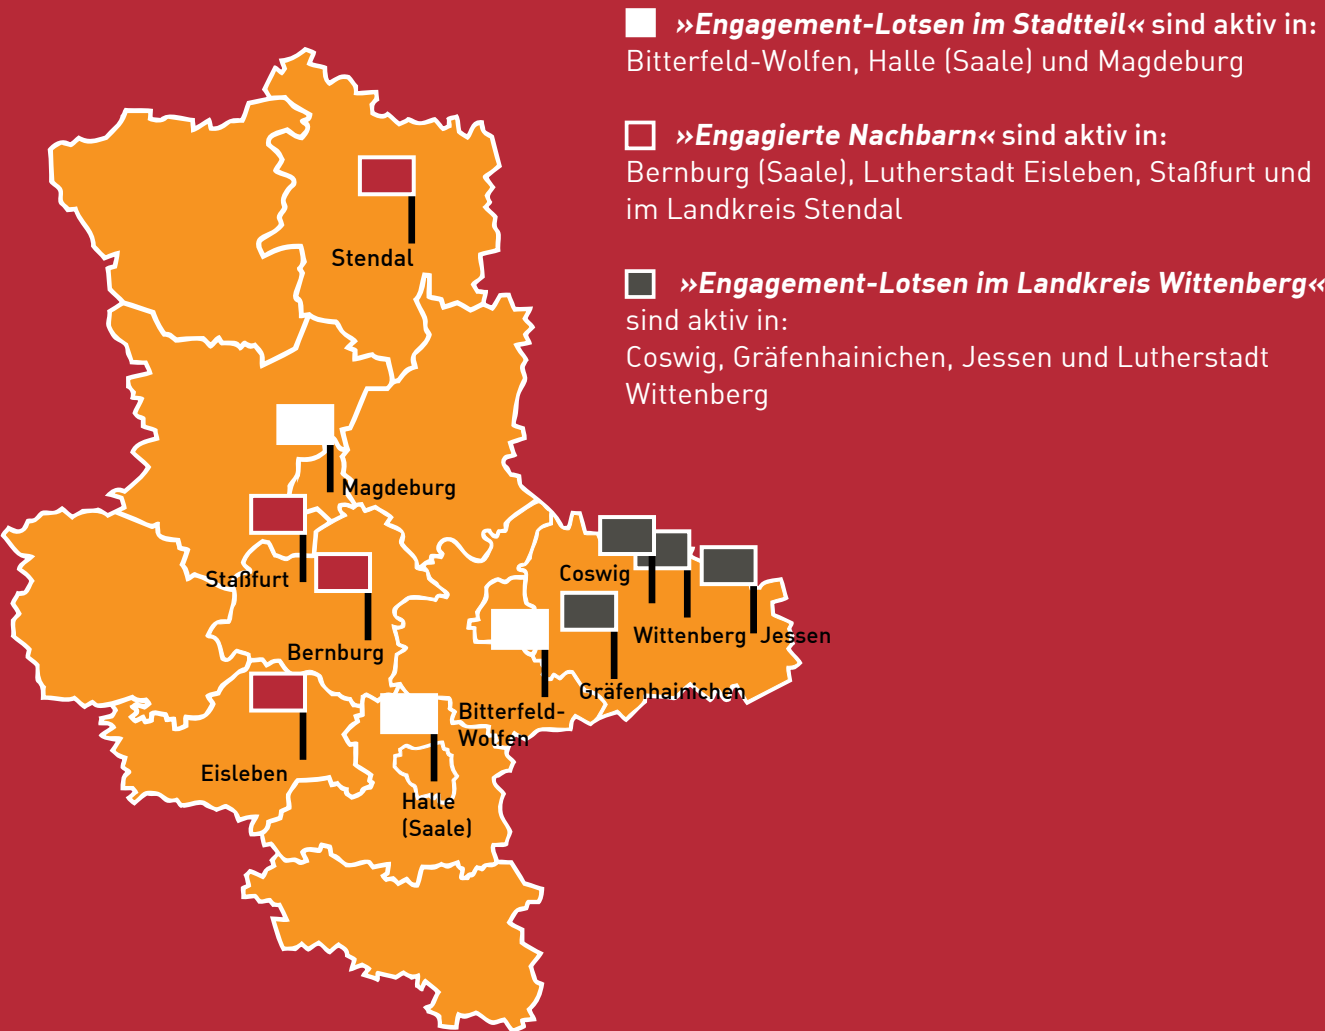 »Engagement-Lotsen im Stadtteil« sind aktiv in:
Bitterfeld-Wolfen, Halle (Saale) und Magdeburg
»Engagierte Nachbarn« sind aktiv in:
Bernburg (Saale), Lutherstadt Eisleben, Staßfurt und
im Landkreis Stendal
»Engagement-Lotsen im Landkreis Wittenberg«
sind aktiv in:
Coswig, Gräfenhainichen, Jessen und Lutherstadt
Wittenberg
Stendal
Magdeburg
Staßfurt
Coswig
Bernburg
Wittenberg
Jessen
Gräfenhainichen
Bitterfeld-
Wolfen
Eisleben
Halle
(Saale)